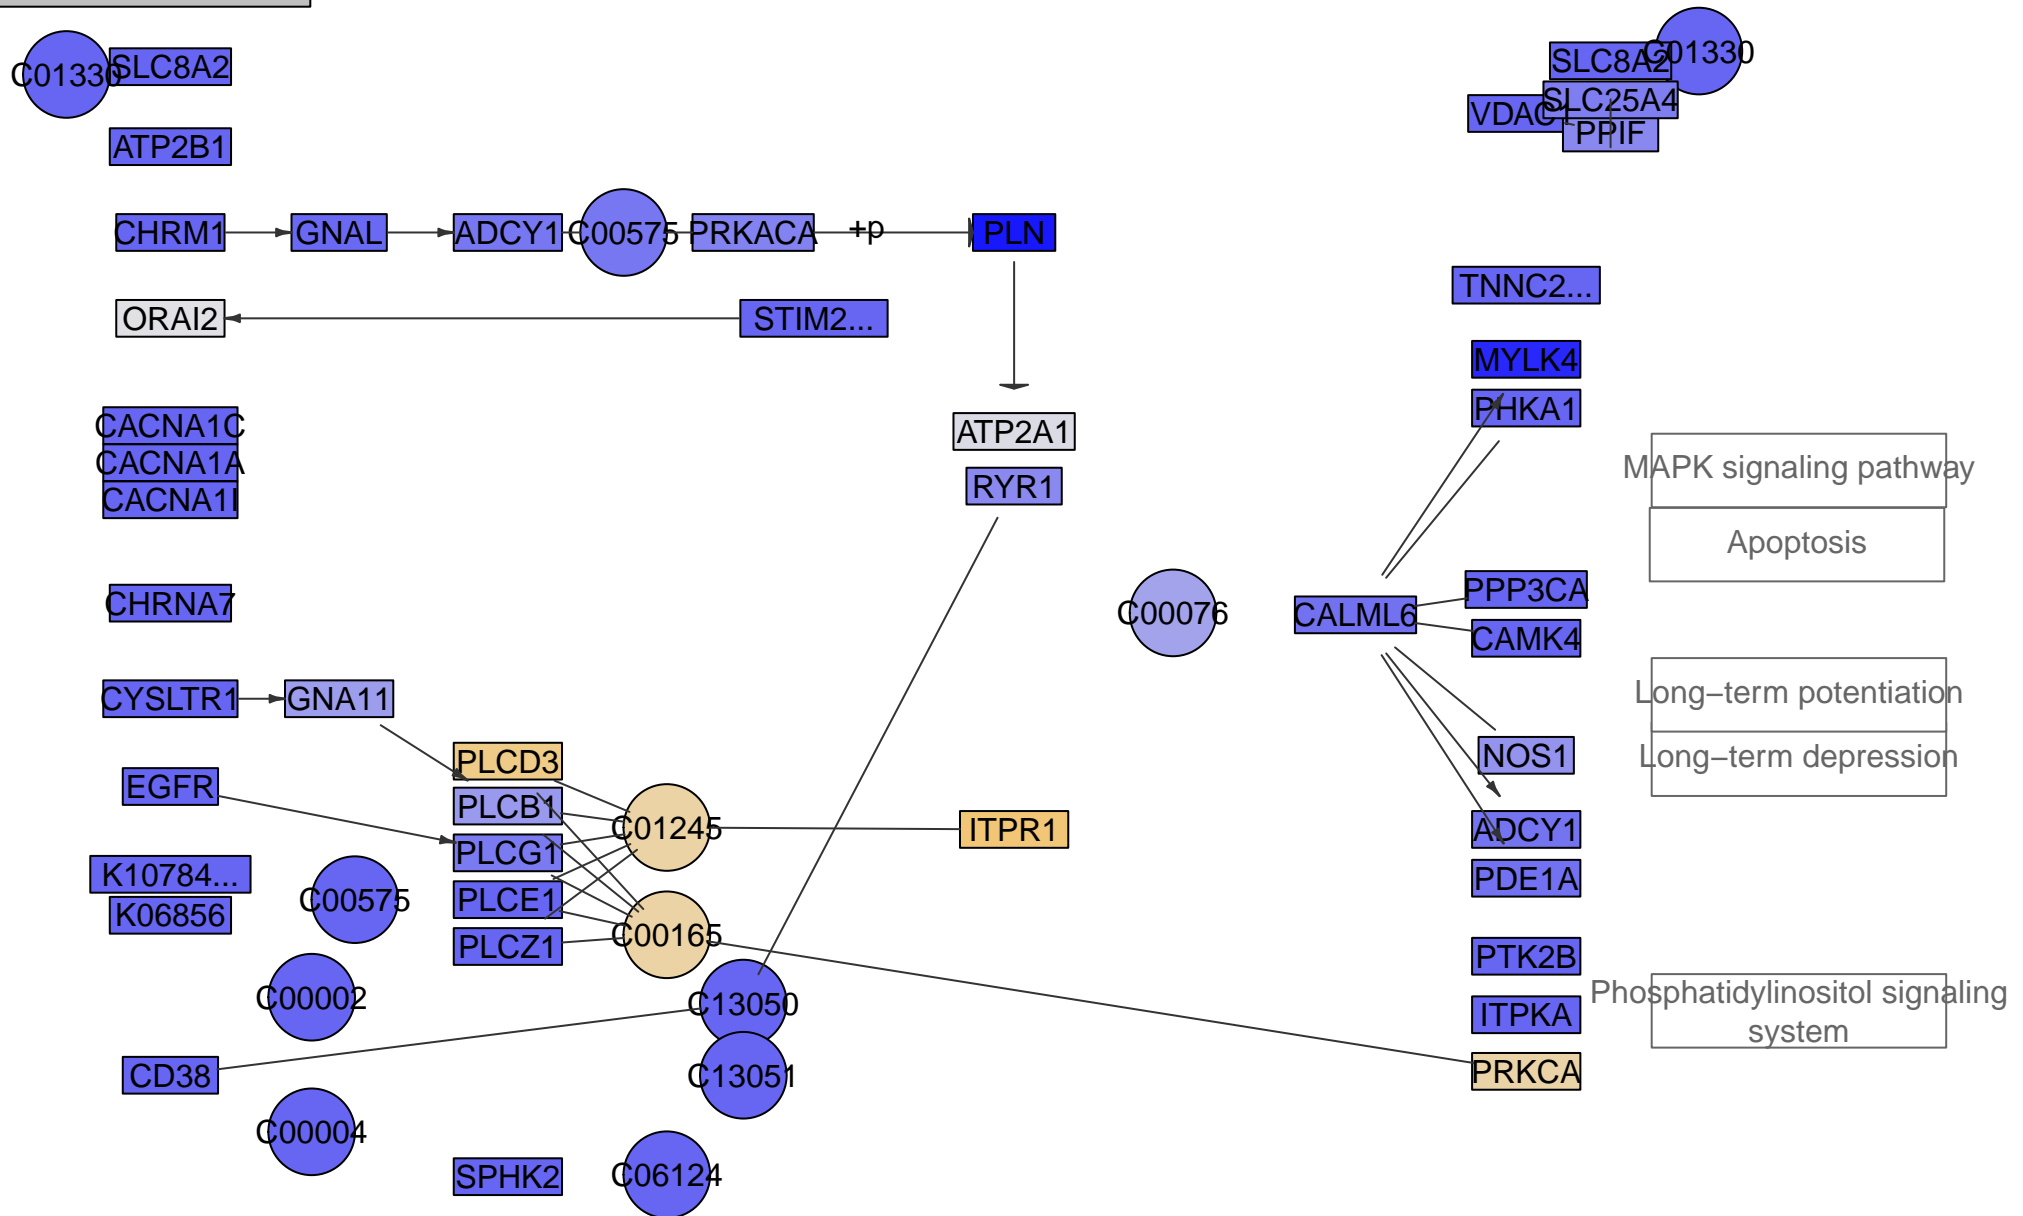 C01330
SLC8A2
SLC8A2
C01330
SLC25A4
VDAC1
PPIF
ATP2B1
CHRM1
GNAL
ADCY1
C00575
PRKACA
+p
PLN
TNNC2...
ORAI2
STIM2...
MYLK4
PHKA1
CACNA1C
CACNA1A
CACNA1I
ATP2A1
RYR1
MAPK signaling pathway
Apoptosis
CHRNA7
C00076
CALML6
PPP3CA
CAMK4
CYSLTR1
GNA11
Long−term potentiation
Long−term depression
NOS1
PLCD3
EGFR
PLCB1
C01245
ITPR1
ADCY1
PLCG1
K10784...
K06856
C00575
PLCE1
PDE1A
PLCZ1
C00165
PTK2B
C00002
C13050
ITPKA
Phosphatidylinositol signaling
system
CD38
C13051
PRKCA
C00004
SPHK2
C06124